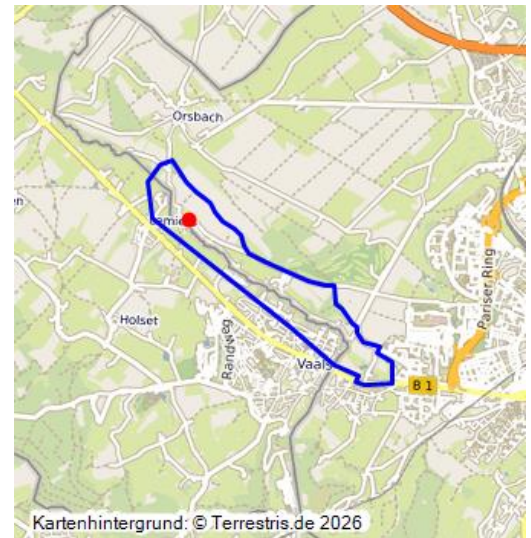 Orsbach
Holset
Randweg
Vaals
Pariser Ring
B 1
Kartenhintergrund: © Terrestris.de 2026